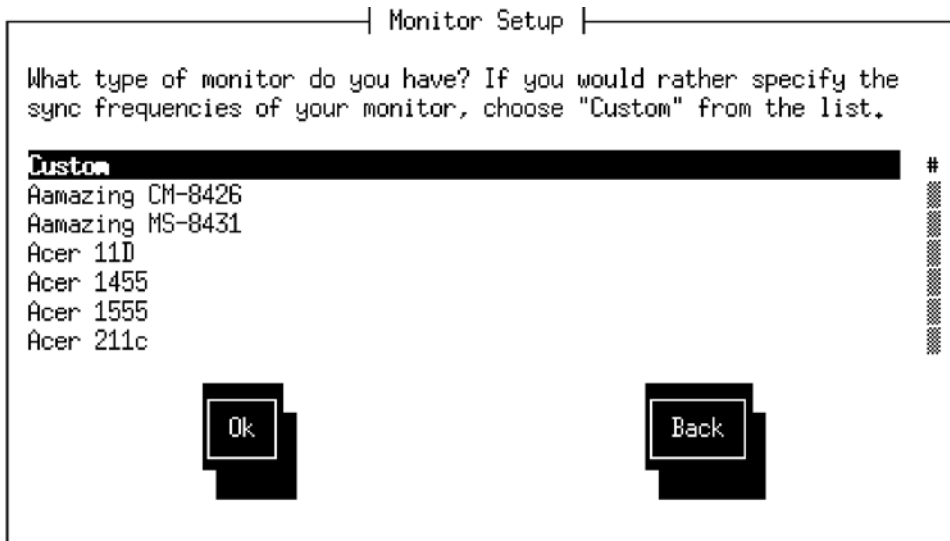 Monitor Setup
What type of monitor do you have? If you would rather specify the
sync frequencies of your monitor, choose "Custom" from the list.
Custom #
Aamazing CM-8426
Aamazing MS-8431
Acer 11D
Acer 1455
Acer 1555
Acer 211c
Ok Back